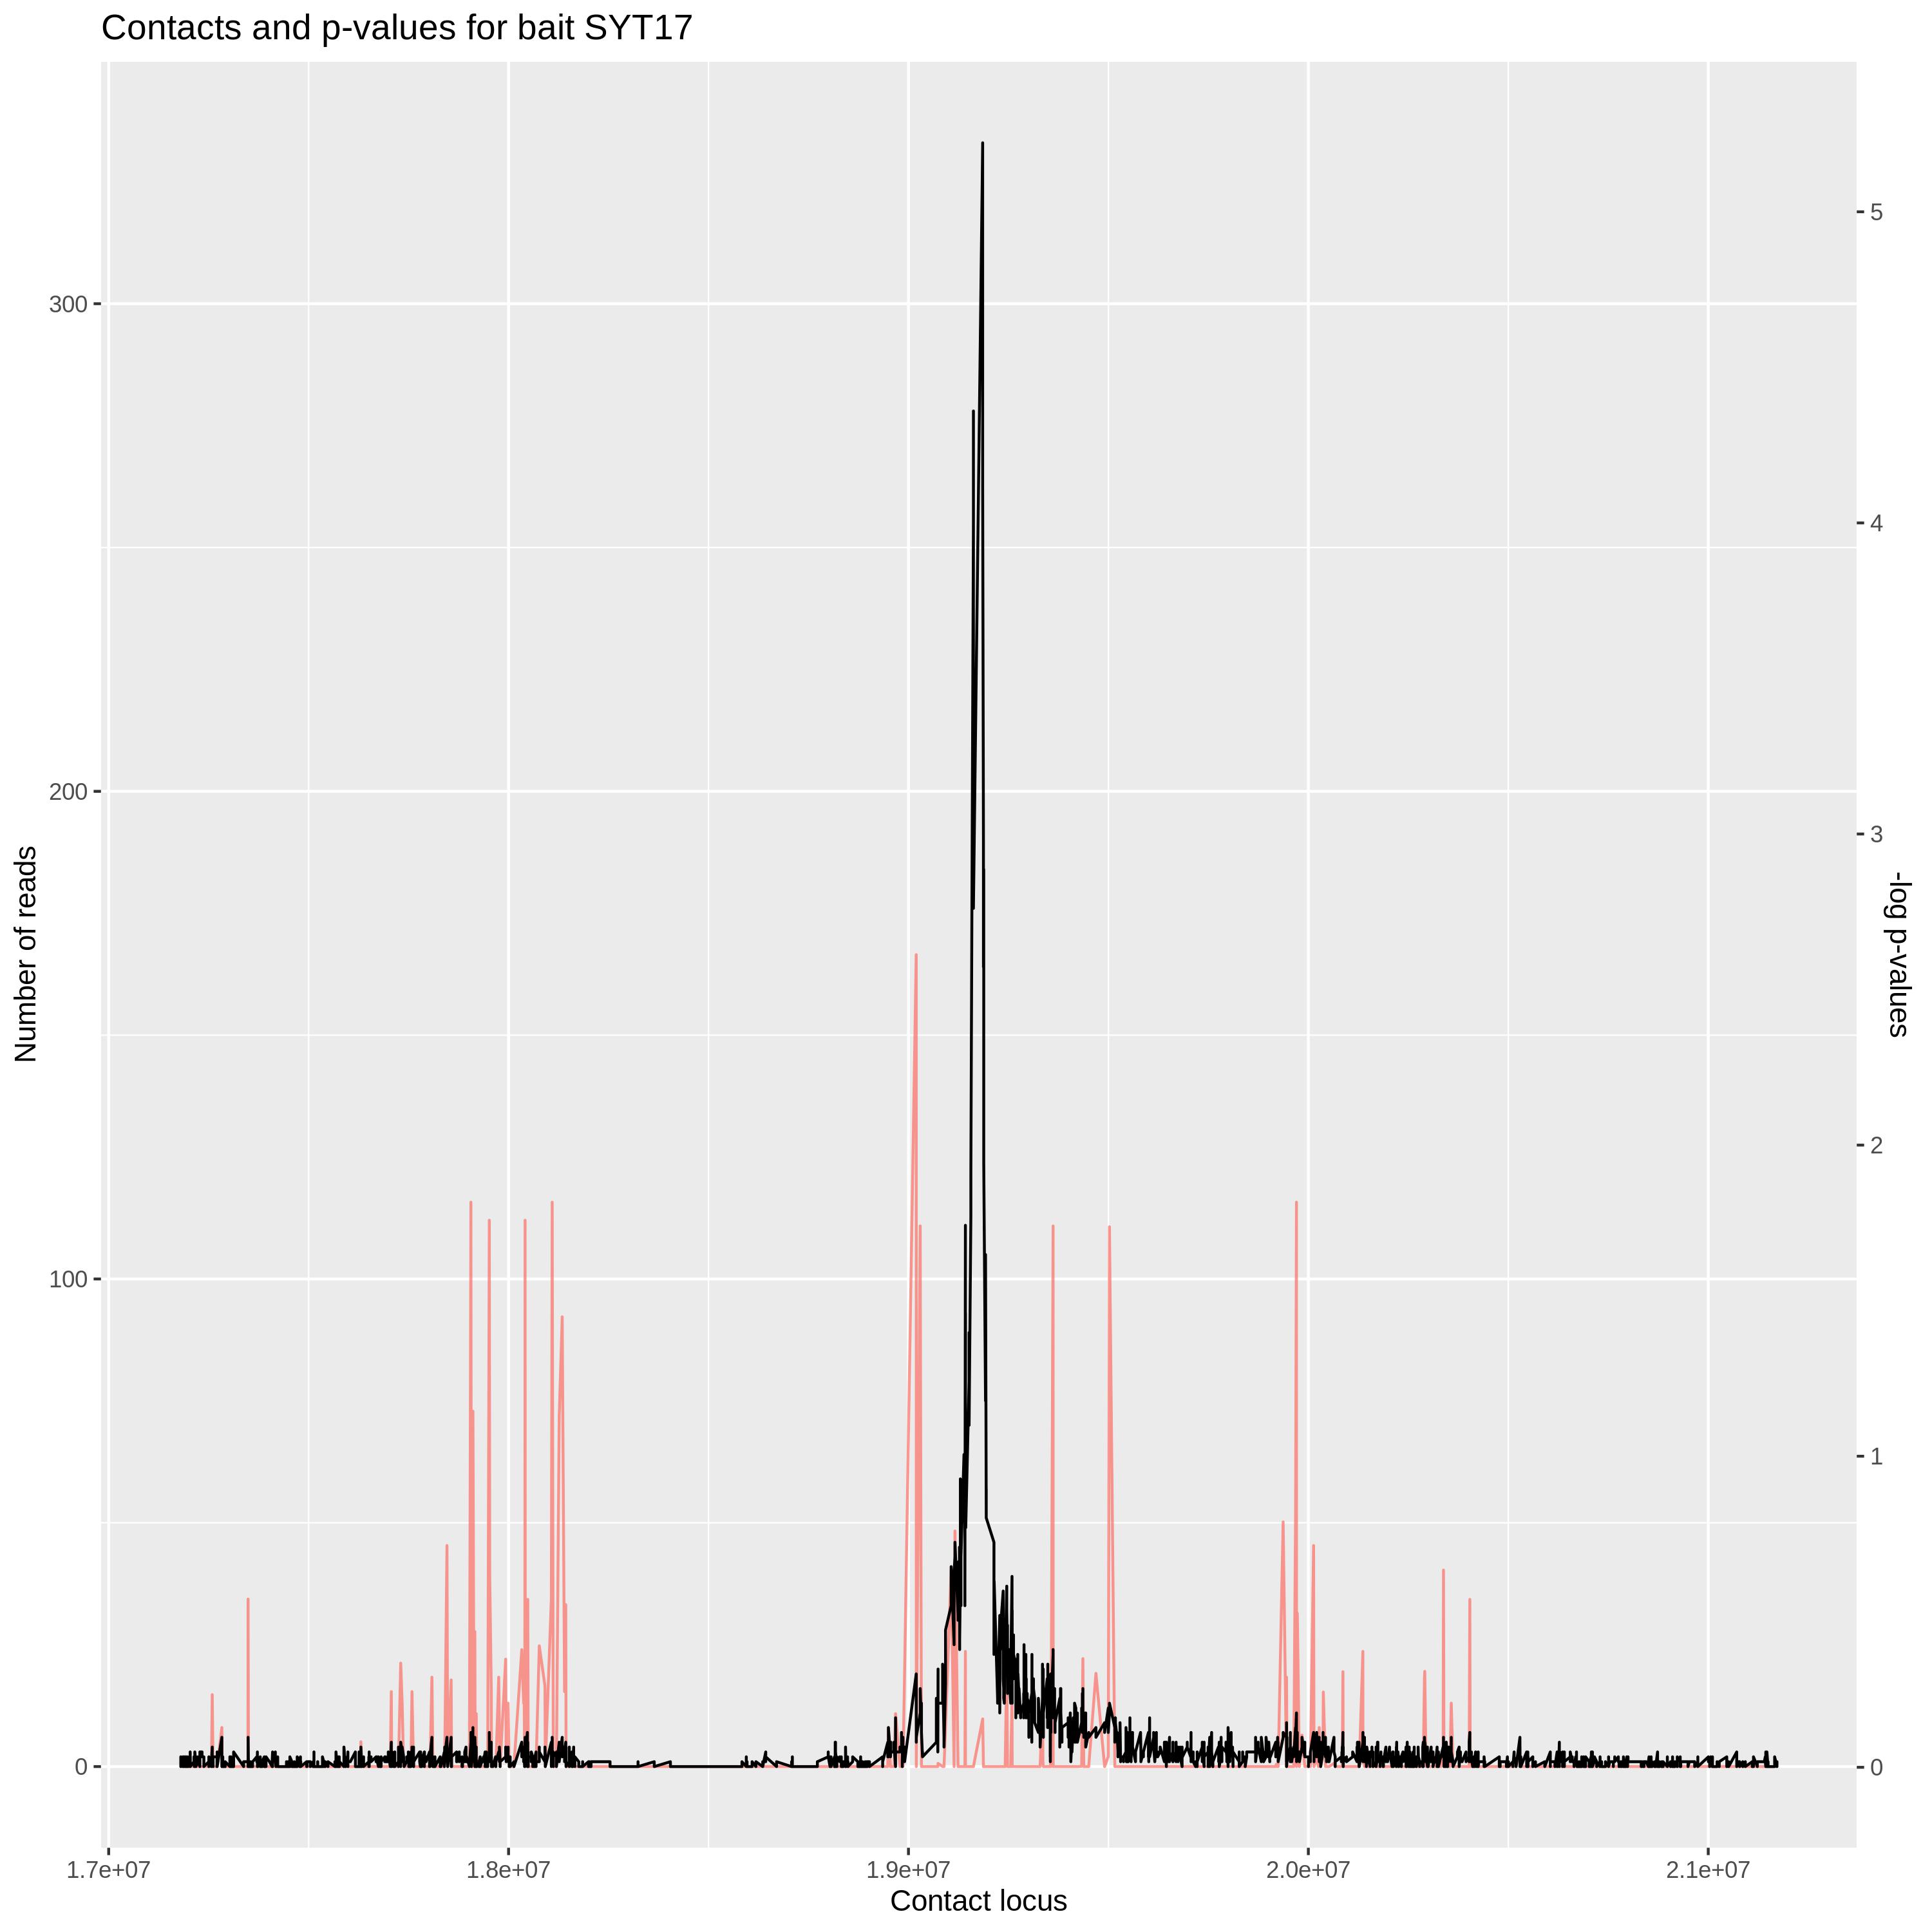 Contacts and p-values for bait SYT17
Number of reads
300
200
100
0
5
4
3
2
1
0
-log p-values
1.7e+07
1.8e+07
1.9e+07
2.0e+07
2.1e+07
Contact locus